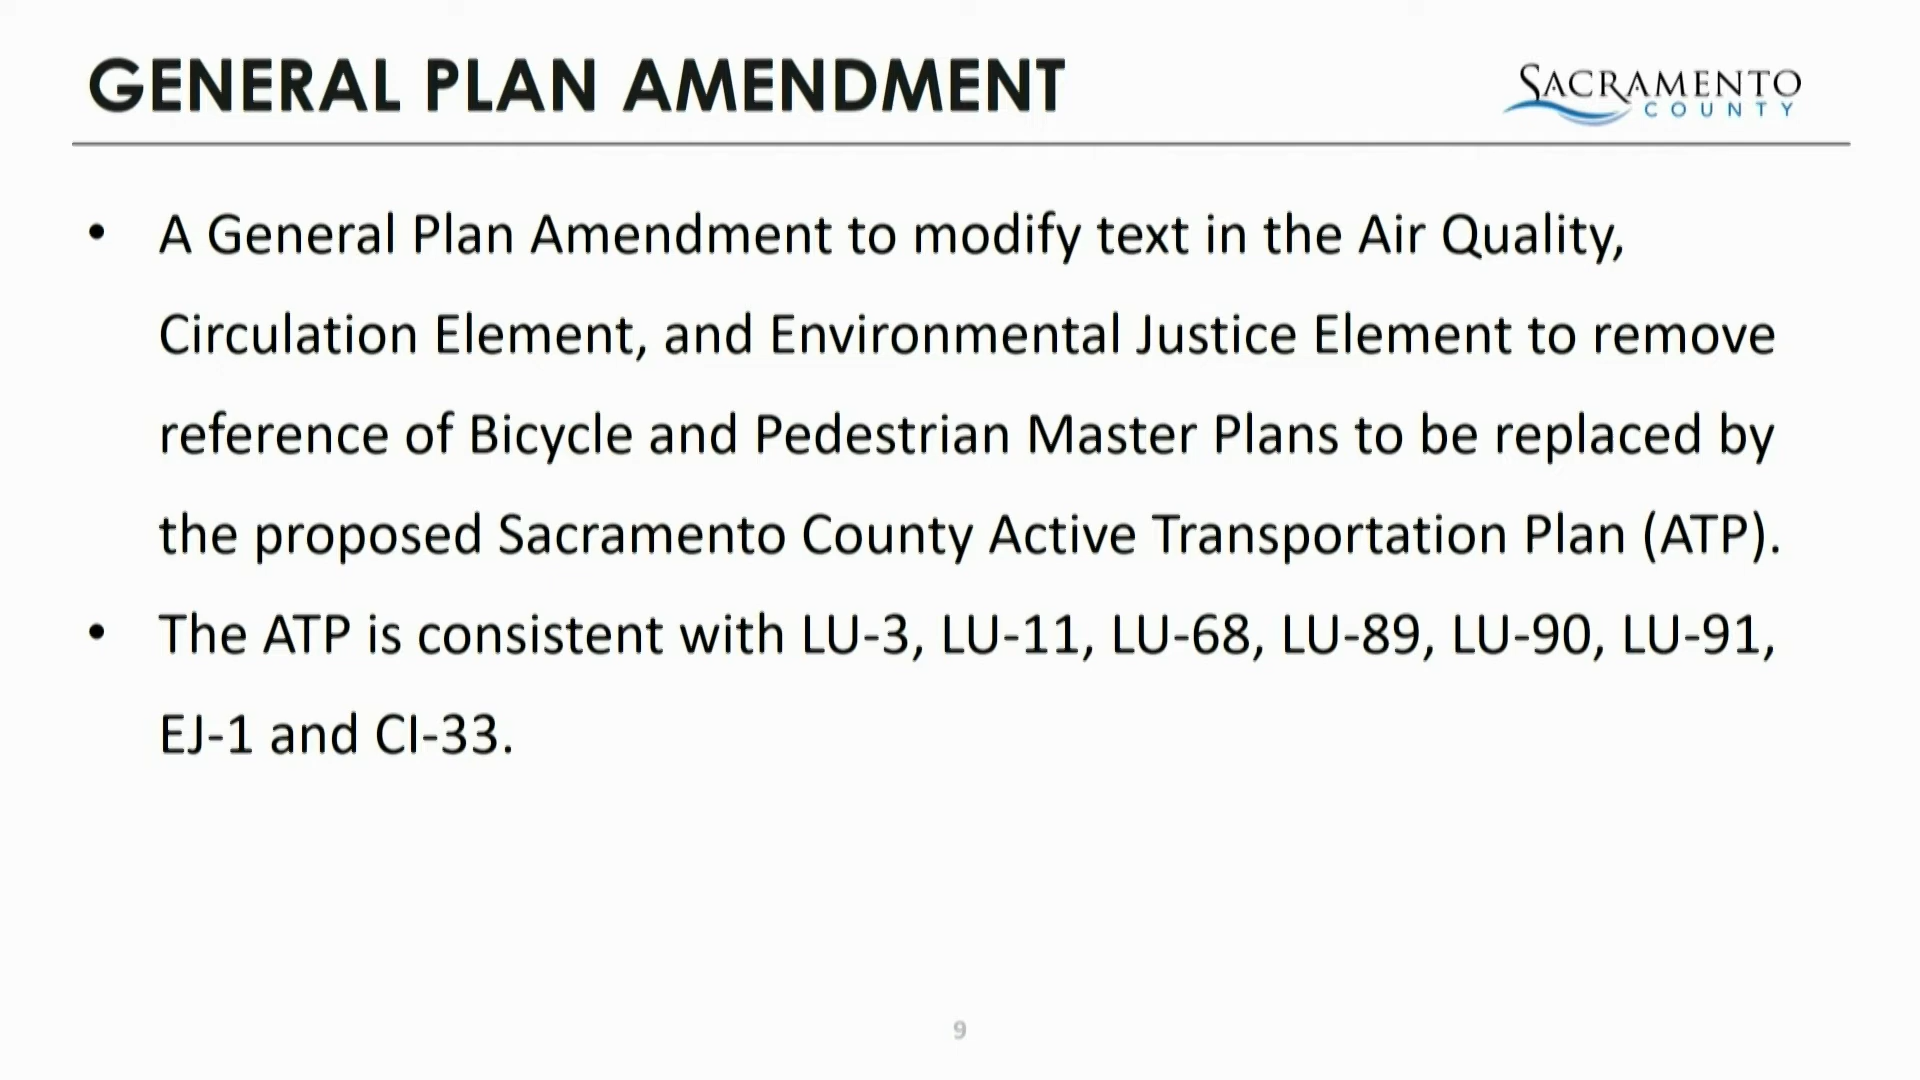 GENERAL PLAN AMENDMENT
SACRAMENTO
COUNTY
• A General Plan Amendment to modify text in the Air Quality,
Circulation Element, and Environmental Justice Element to remove
reference of Bicycle and Pedestrian Master Plans to be replaced by
the proposed Sacramento County Active Transportation Plan (ATP).
• The ATP is consistent with LU-3, LU-11, LU-68, LU-89, LU-90, LU-91,
EJ-1 and CI-33.
9